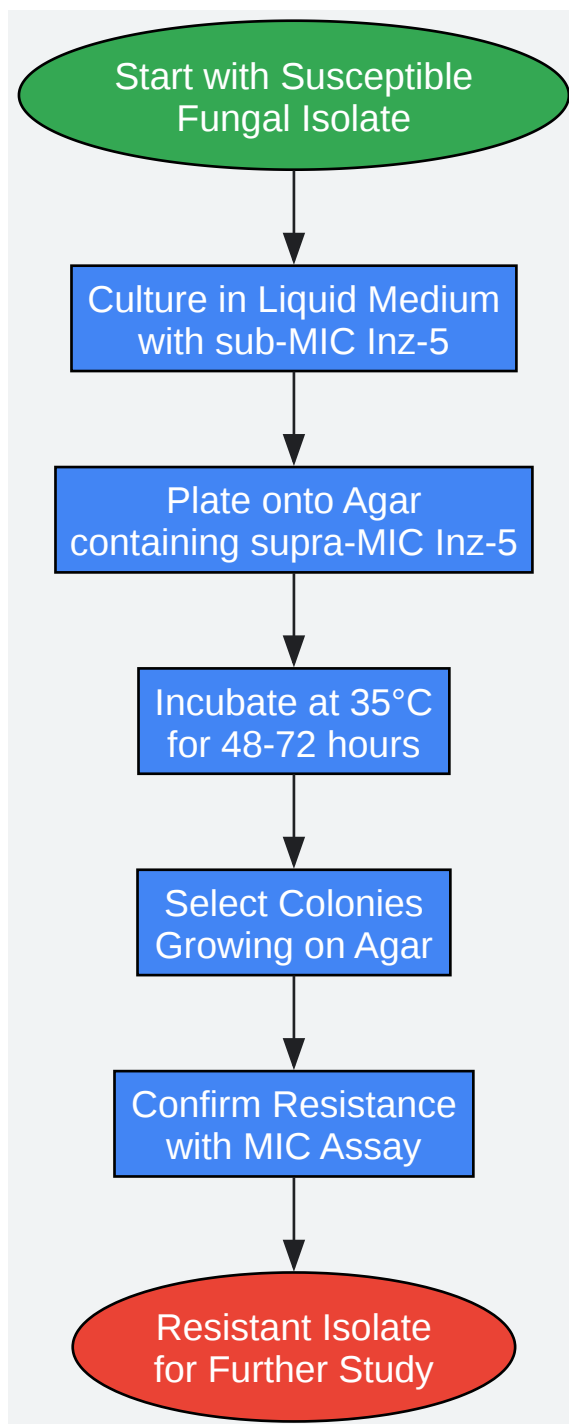 Start with Susceptible
Fungal Isolate
Culture in Liquid Medium
with sub-MIC Inz-5
Plate onto Agar
containing supra-MIC Inz-5
Incubate at 35°C
for 48-72 hours
Select Colonies
Growing on Agar
Confirm Resistance
with MIC Assay
Resistant Isolate
for Further Study